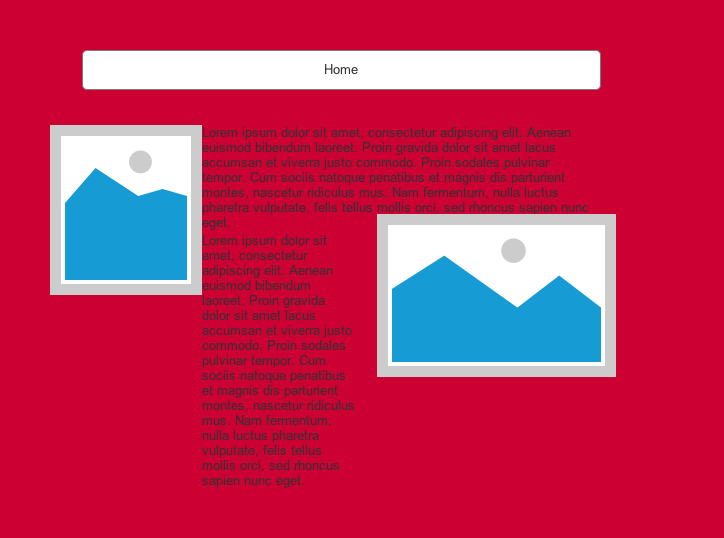 Home
Lorem ipsum dolor sit amet, consectetur adipiscing elit. Aenean
euismod bibendum laoreet. Proin gravida dolor sit amet lacus
accumsan et viverra justo commodo. Proin sodales pulvinar
tempor. Cum sociis natoque penatibus et magnis dis parturient
montes, nascetur ridiculus mus. Nam fermentum, nulla luctus
pharetra vulputate, felis tellus mollis orci, sed rhoncus sapien nunc
eget.
Lorem ipsum dolor sit
amet, consectetur
adipiscing elit. Aenean
euismod bibendum
laoreet. Proin gravida
dolor sit amet lacus
accumsan et viverra justo
commodo. Proin sodales
pulvinar tempor. Cum
sociis natoque penatibus
et magnis dis parturient
montes, nascetur ridiculus
mus. Nam fermentum,
nulla luctus pharetra
vulputate, felis tellus
mollis orci, sed rhoncus
sapien nunc eget.